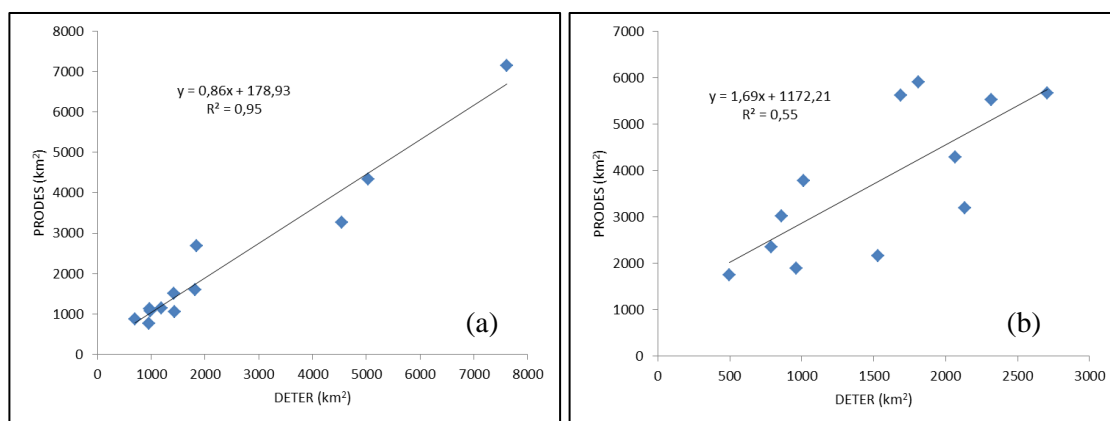 8000
7000
6000
5000
4000
3000
2000
1000
0
PRODES (km²)
y = 0,86x + 178,93
R² = 0,95
(a)
0 1000 2000 3000 4000 5000 6000 7000 8000
DETER (km²)
7000
6000
5000
4000
3000
2000
1000
0
PRODES (km²)
y = 1,69x + 1172,21
R² = 0,55
(b)
0 500 1000 1500 2000 2500 3000
DETER (km²)